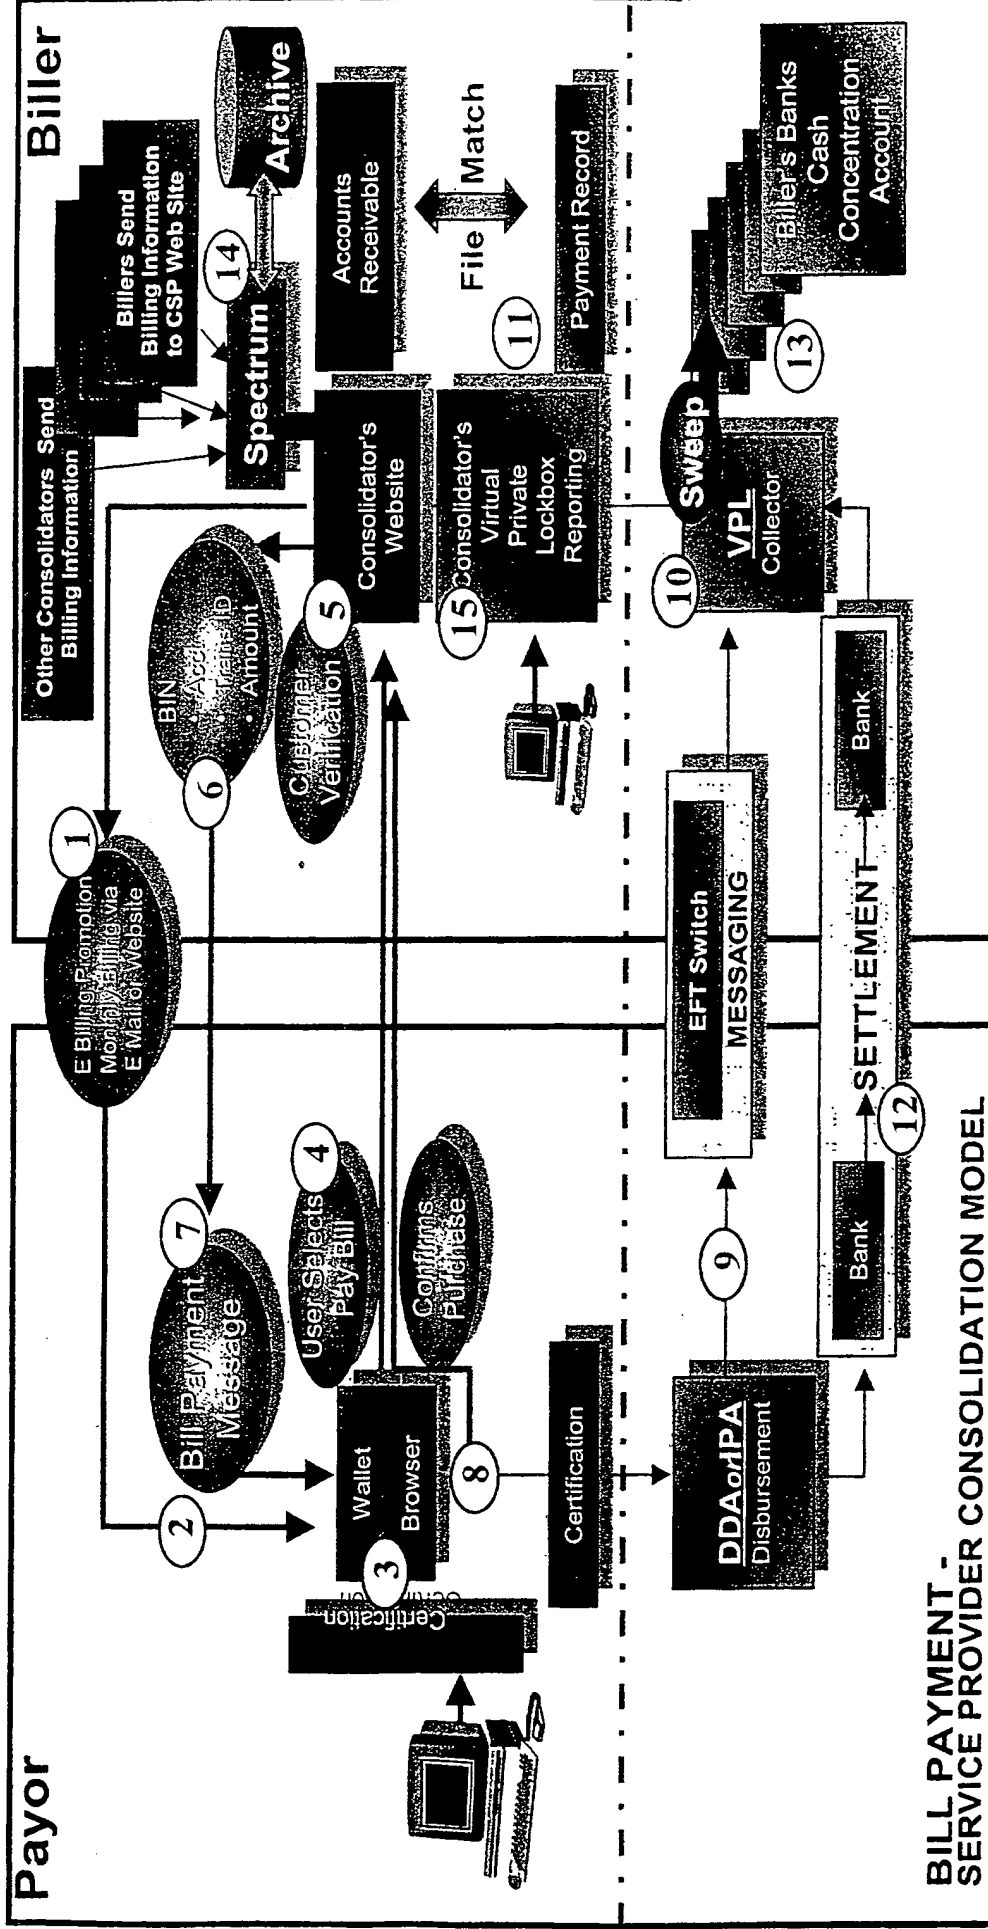 Payor
Biller
Other Consolidators Send
Billing Information
Billers Send
Billing Information
to CSP Web Site
1
E Billing Promotion
Monthly Billing via
E Mail or Website
2
14
Spectrum
Archive
7
Bill Payment
Message
6
BIN
• Amount
5
Customer
Verification
4
User Selects
Pay Bill
Confirms
Purchase
3
Wallet
Browser
Certification
8
Certification
Consolidator's
Website
Accounts
Receivable
File Match
11
Payment Record
15
Consolidator's
Virtual
Private
Lockbox
Reporting
DDAorIPA
Disbursement
9
EFT Switch
MESSAGING
10
VPL
Collector
Sweep
13
Biller's Banks
Cash
Concentration
Account
Bank
SETTLEMENT
Bank
12
BILL PAYMENT -
SERVICE PROVIDER CONSOLIDATION MODEL